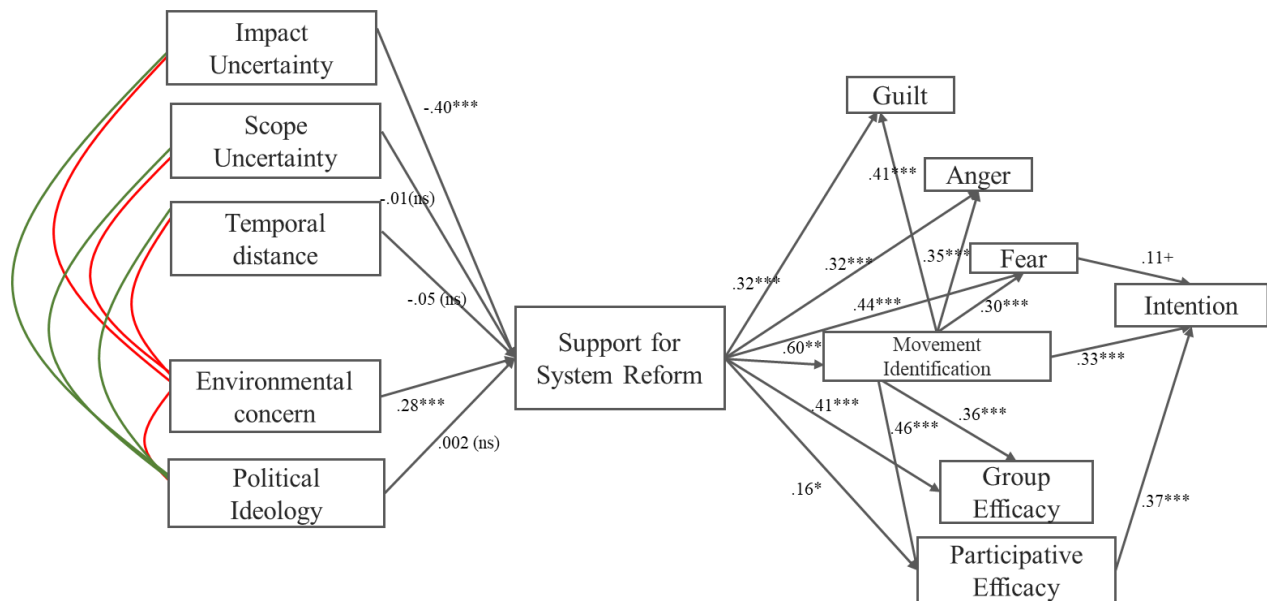 Impact
Uncertainty
-.40***
Scope
Uncertainty
-.01(ns)
Temporal
distance
-.05 (ns)
Environmental
concern
.28***
.002 (ns)
Political
Ideology
Support for
System Reform
Guilt
.41***
Anger
.32***
.32***
.35***
Fear
.11+
.44***
.30***
Intention
.60**
Movement
Identification
.33***
.41***
.46***
.36***
.16*
Group
Efficacy
.37***
Participative
Efficacy